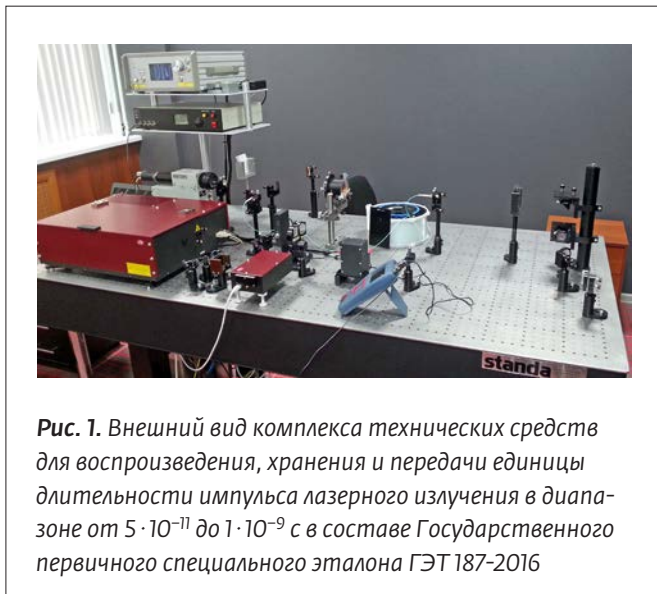 standa
Рис. 1. Внешний вид комплекса технических средств
для воспроизведения, хранения и передачи единицы
длительности импульса лазерного излучения в диапа-
зоне от 5 · 10⁻¹¹ до 1 · 10⁻⁹ с в составе Государственного
первичного специального эталона ГЭТ 187-2016